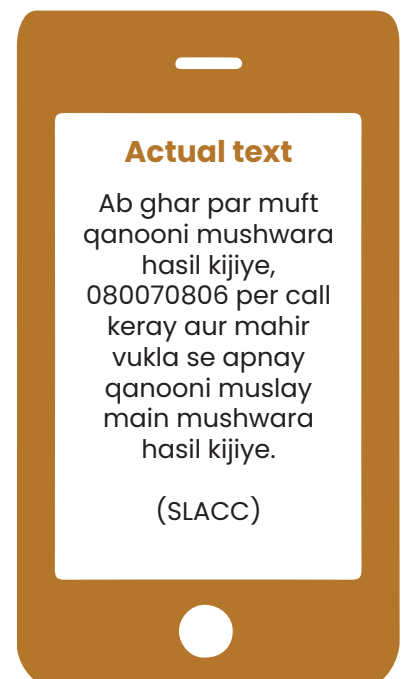 Actual text
Ab ghar par muft
qanooni mushwara
hasil kijiye,
080070806 per call
keray aur mahir
vukla se apnay
qanooni muslay
main mushwara
hasil kijiye.
(SLACC)